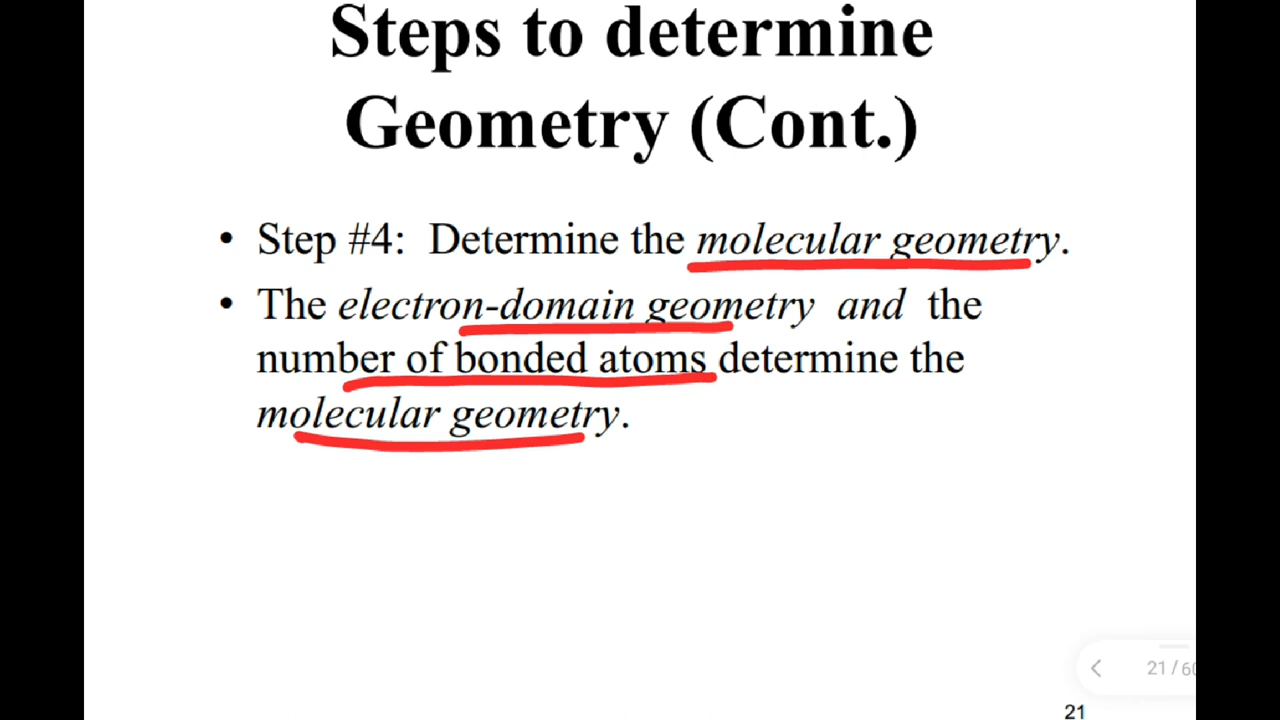 Steps to determine
Geometry (Cont.)
• Step #4: Determine the molecular geometry.
• The electron-domain geometry and the
number of bonded atoms determine the
molecular geometry.
21 / 60
21